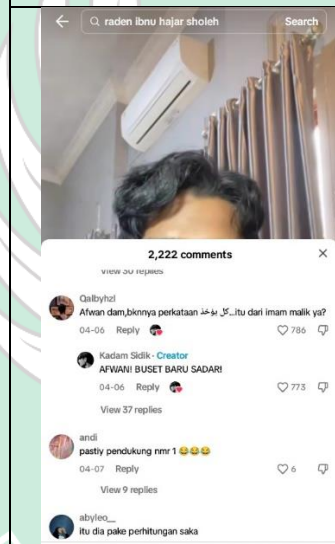 raden ibnu hajar sholeh Search
2,222 comments ×
View 30 replies
Qalbyhzl
Afwan dam,bknnya perkataan كل يؤخذ...itu dari imam malik ya?
04-06 Reply 786
Kadam Sidik · Creator
AFWAN! BUSET BARU SADAR!
04-06 Reply 773
View 37 replies
andi
pastiy pendukung nmr 1 😂😂😂
04-07 Reply 6
View 9 replies
abyleo__
itu dia pake perhitungan saka